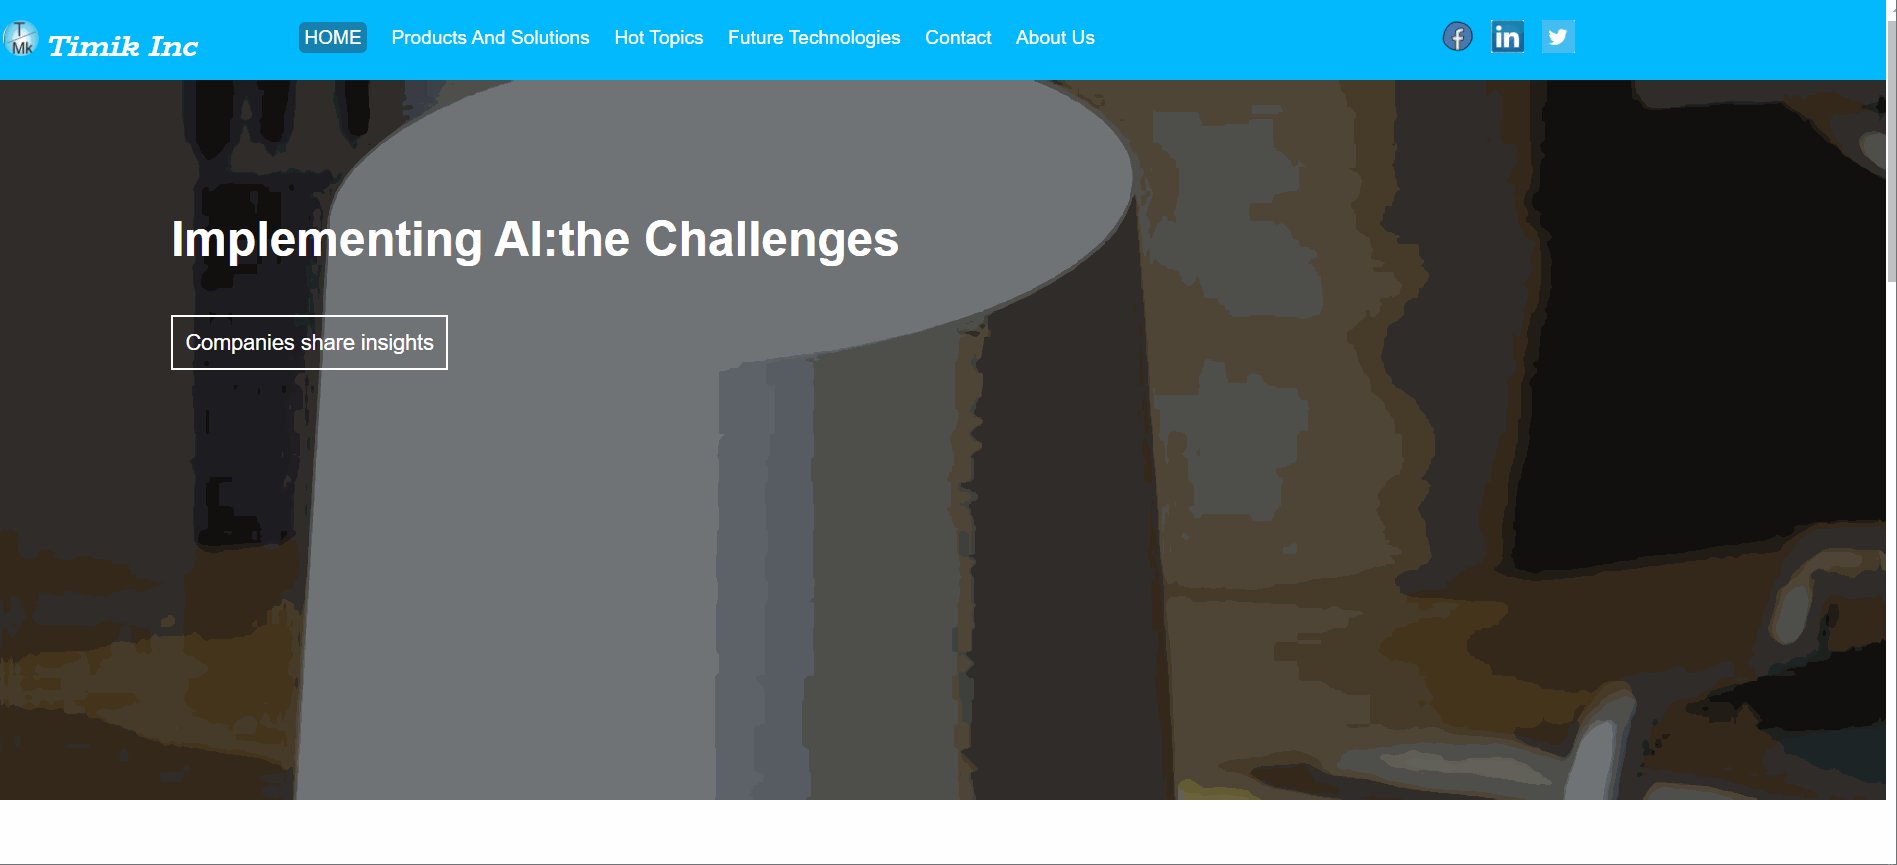 T
Mk
Timik Inc
HOME Products And Solutions Hot Topics Future Technologies Contact About Us
f in
Implementing AI:the Challenges
Companies share insights